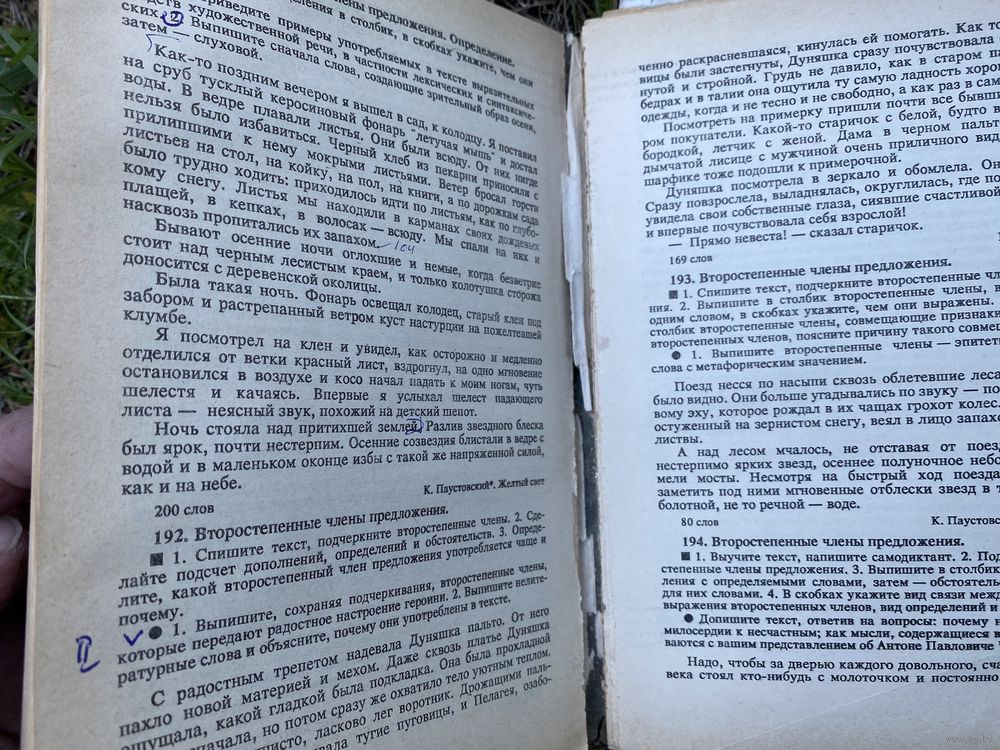 члены предложения. Определение.
приведите примеры употребляемых в тексте выразительных
средств художественной речи, в частности лексических и синтаксиче-
ских. 2. Выпишите сначала слова, создающие зрительный образ осени,
затем — слуховой.
Как-то поздним вечером я вышел в сад, к колодцу. Я поставил
на сруб тусклый керосиновый фонарь "летучая мышь" и достал
воды. В ведре плавали листья. Они были всюду. От них нигде
нельзя было избавиться. Черный хлеб из пекарни приносили с
прилипшими к нему мокрыми листьями. Ветер бросал горсти
листьев на стол, на койку, на пол, на книги, а по дорожкам сада
было трудно ходить: приходилось идти по листьям, как по глубо-
кому снегу. Листья мы находили в карманах своих дождевых
плащей, в кепках, в волосах — всюду. Мы спали на них и
насквозь пропитались их запахом. 104
Бывают осенние ночи оглохшие и немые, когда безветрие
стоит над черным лесистым краем, и только колотушка сторожа
доносится с деревенской околицы.
Была такая ночь. Фонарь освещал колодец, старый клен под
забором и растрепанный ветром куст настурции на пожелтевшей
клумбе.
Я посмотрел на клен и увидел, как осторожно и медленно
отделился от ветки красный лист, вздрогнул, на одно мгновение
остановился в воздухе и косо начал падать к моим ногам, чуть
шелестя и качаясь. Впервые я услыхал шелест падающего
листа — неясный звук, похожий на детский шепот.
Ночь стояла над притихшей землей. Разлив звездного блеска
был ярок, почти нестерпим. Осенние созвездия блистали в ведре с
водой и в маленьком оконце избы с такой же напряженной силой,
как и на небе.
К. Паустовский*. Желтый свет
200 слов
192. Второстепенные члены предложения.
1. Спишите текст, подчеркните второстепенные члены. 2. Сде-
лайте подсчет дополнений, определений и обстоятельств. 3. Опреде-
лите, какой второстепенный член предложения употребляется чаще и
почему.
1. Выпишите, сохраняя подчеркивания, второстепенные члены,
которые передают радостное настроение героини. 2. Выпишите нелите-
ратурные слова и объясните, почему они употреблены в тексте.
II
С радостным трепетом надевала Дуняшка пальто. От него
пахло новой материей и мехом. Даже сквозь платье Дуняшка
ощущала, какой гладкой была подкладка. Она была прохладной
сначала, но потом сразу же охватило тело уютным теплом.
ласково лег воротник. Дрожащими паль-
тугие пуговицы, и Пелагея, озабо-
ченно раскрасневшаяся, кинулась ей помогать. Как
вицы были застегнуты, Дуняшка сразу почувствовала
нутой и стройной. Грудь не давило, как в старом
бедрах и в талии она ощутила ту самую ладность
одежды, когда и не тесно и не свободно, а как раз в
Посмотреть на примерку пришли почти все
ром покупатели. Какой-то старичок с белой, будто
бородкой, летчик с женой. Дама в черном
дымчатой лисице с мужчиной очень приличного
шарфике тоже подошли к примерочной.
Дуняшка посмотрела в зеркало и обомлела.
Сразу повзрослела, выладнялась, округлилась, где
увидела свои собственные глаза, сиявшие счастливой
и впервые почувствовала себя взрослой!
— Прямо невеста! — сказал старичок.
169 слов
193. Второстепенные члены предложения.
1. Спишите текст, подчеркните второстепенные
ния. 2. Выпишите в столбик второстепенные члены,
одним словом, в скобках укажите, чем они выражены.
столбик второстепенные члены, совмещающие признаки
второстепенных членов, поясните причину такого
1. Выпишите второстепенные члены —
слова с метафорическим значением.
Поезд несся по насыпи сквозь облетевшие
было видно. Они больше угадывались по звуку —
вому эху, которое рождал в их чащах грохот
остуженный на зернистом снегу, веял в лицо
листвы.
А над лесом мчалось, не отставая от
нестерпимо ярких звезд, осеннее полуночное
мели мосты. Несмотря на быстрый ход
заметить под ними мгновенные отблески звезд в
болотной, не то речной — воде.
80 слов
К.
194. Второстепенные члены предложения.
1. Выучите текст, напишите самодиктант. 2.
степенные члены предложения. 3. Выпишите в
ления с определяемыми словами, затем —
для них словами. 4. В скобках укажите вид связи
выражения второстепенных членов, вид определений и
Допишите текст, ответив на вопросы: почему
милосердии к несчастным; как мысли, содержащиеся
ваются с вашим представлением об Антоне Павловиче
Надо, чтобы за дверью каждого довольного,
века стоял кто-нибудь с молоточком и постоянно